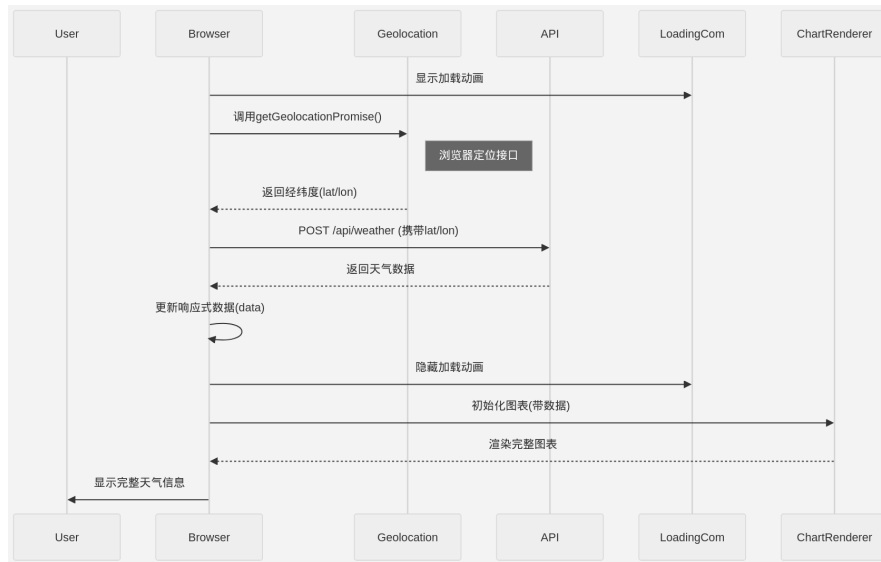 User
Browser
Geolocation
API
LoadingCom
ChartRenderer
显示加载动画
调用getGeolocationPromise()
浏览器定位接口
返回经纬度(lat/lon)
POST /api/weather (携带lat/lon)
返回天气数据
更新响应式数据(data)
隐藏加载动画
初始化图表(带数据)
渲染完整图表
显示完整天气信息
User
Browser
Geolocation
API
LoadingCom
ChartRenderer